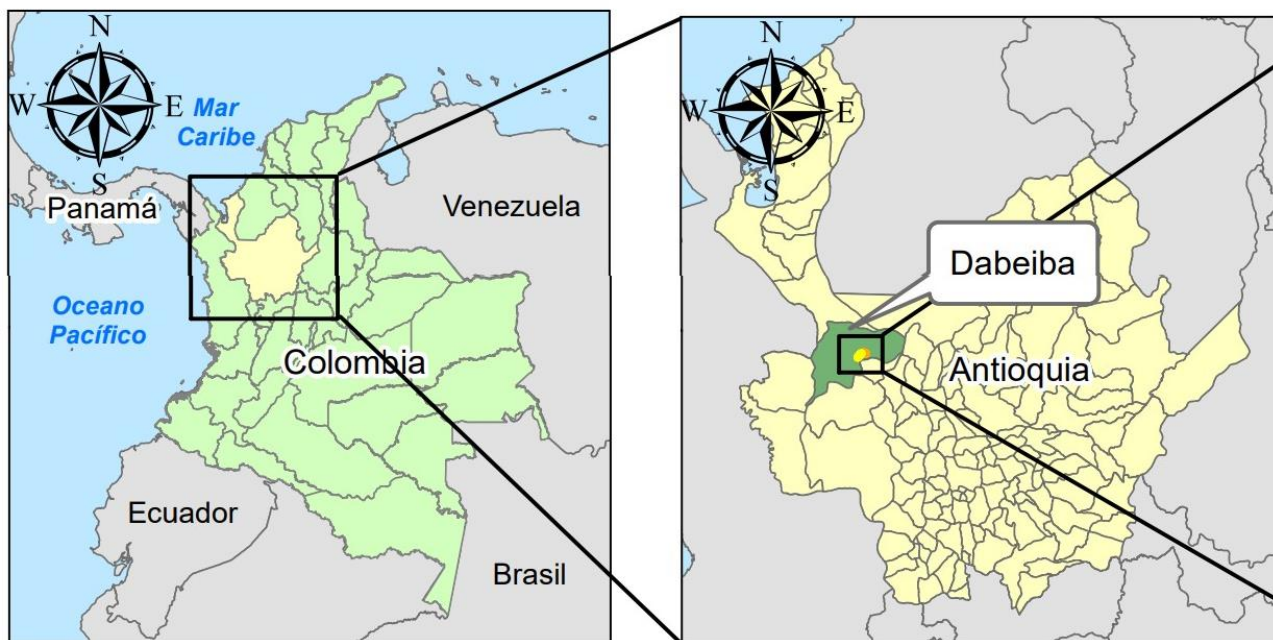 N
W
E
S
Mar
Caribe
Panamá
Venezuela
Oceano
Pacífico
Colombia
Ecuador
Brasil
N
W
E
S
Dabeiba
Antioquia